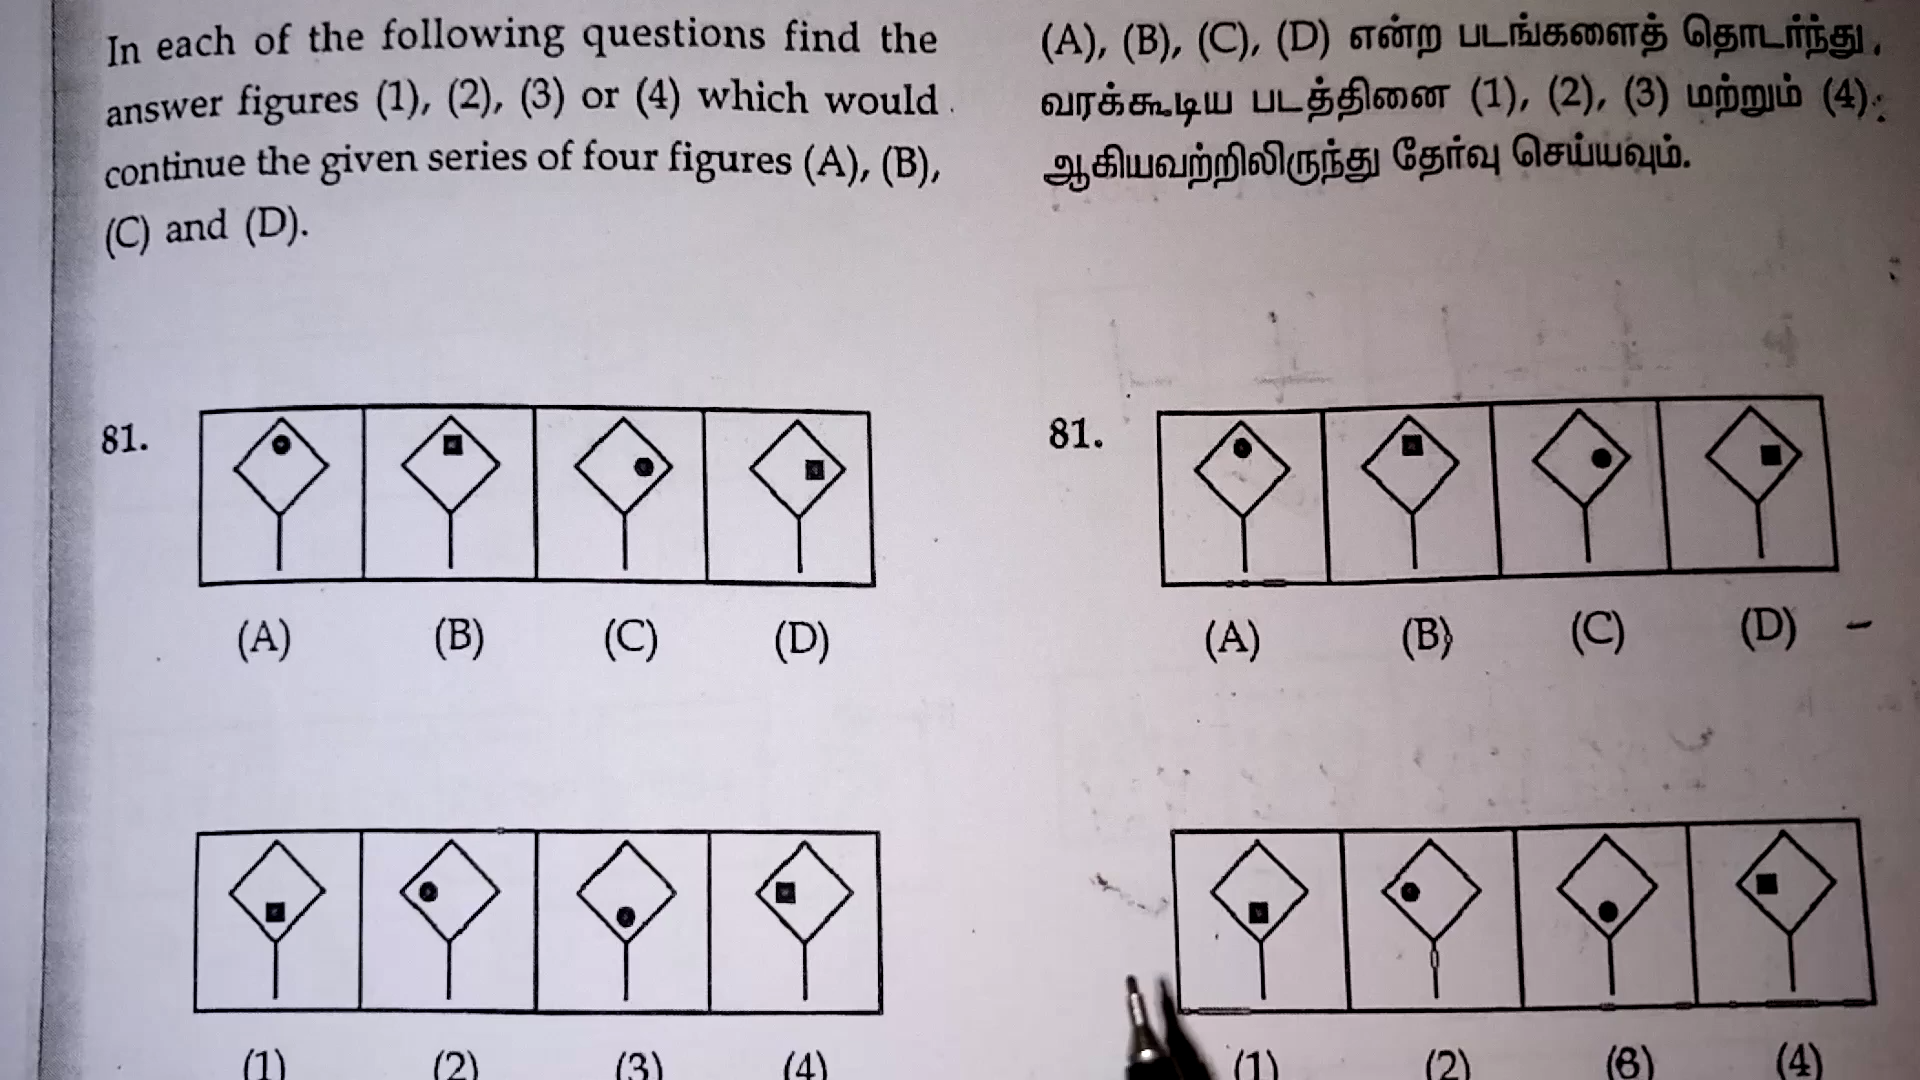 In each of the following questions find the
answer figures (1), (2), (3) or (4) which would
continue the given series of four figures (A), (B),
(C) and (D).
(A), (B), (C), (D) என்ற படங்களைத் தொடர்ந்து,
வரக்கூடிய படத்தினை (1), (2), (3) மற்றும் (4)
ஆகியவற்றிலிருந்து தேர்வு செய்யவும்.
81.
(A) (B) (C) (D)
(1) (2) (3) (4)
81.
(A) (B) (C) (D)
(1) (2) (3) (4)